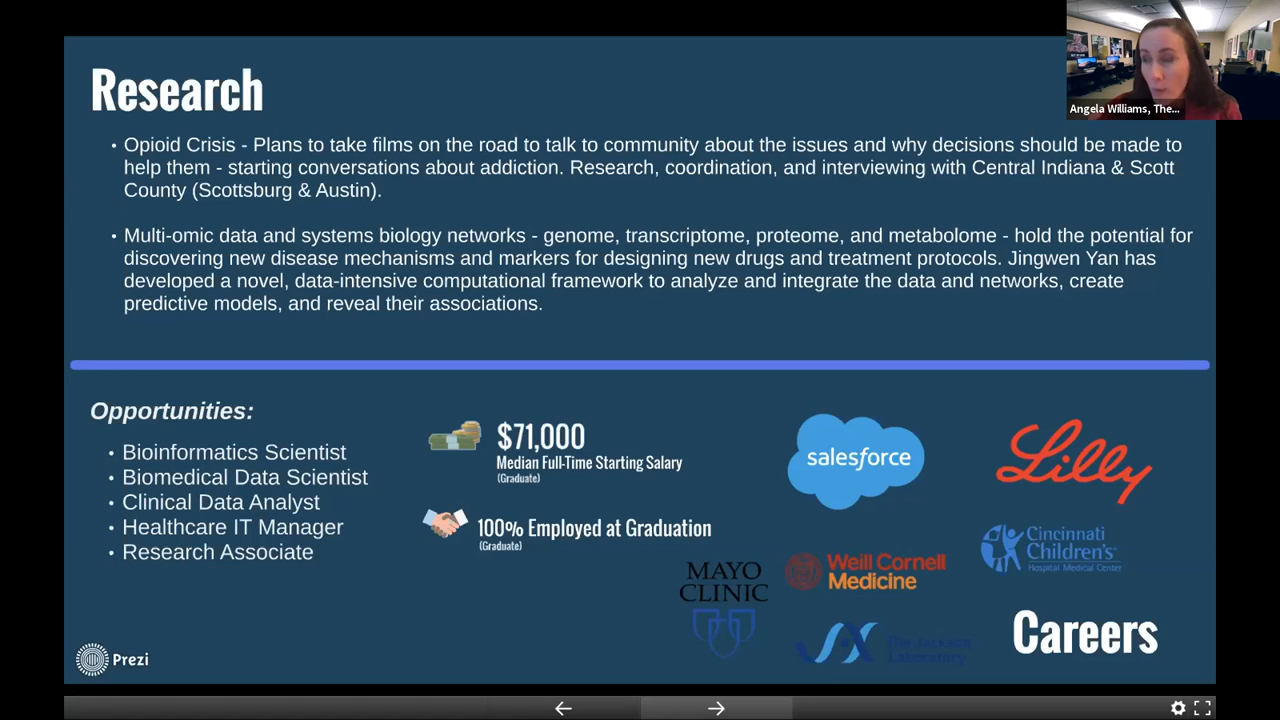 Research
Angela Williams, The...
• Opioid Crisis - Plans to take films on the road to talk to community about the issues and why decisions should be made to
help them - starting conversations about addiction. Research, coordination, and interviewing with Central Indiana & Scott
County (Scottsburg & Austin).
• Multi-omic data and systems biology networks - genome, transcriptome, proteome, and metabolome - hold the potential for
discovering new disease mechanisms and markers for designing new drugs and treatment protocols. Jingwen Yan has
developed a novel, data-intensive computational framework to analyze and integrate the data and networks, create
predictive models, and reveal their associations.
Opportunities:
• Bioinformatics Scientist
• Biomedical Data Scientist
• Clinical Data Analyst
• Healthcare IT Manager
• Research Associate
$71,000
Median Full-Time Starting Salary
(Graduate)
100% Employed at Graduation
(Graduate)
salesforce
Lilly
Cincinnati
Children's
Hospital Medical Center
Weill Cornell
Medicine
MAYO
CLINIC
The Jackson
Laboratory
Careers
Prezi